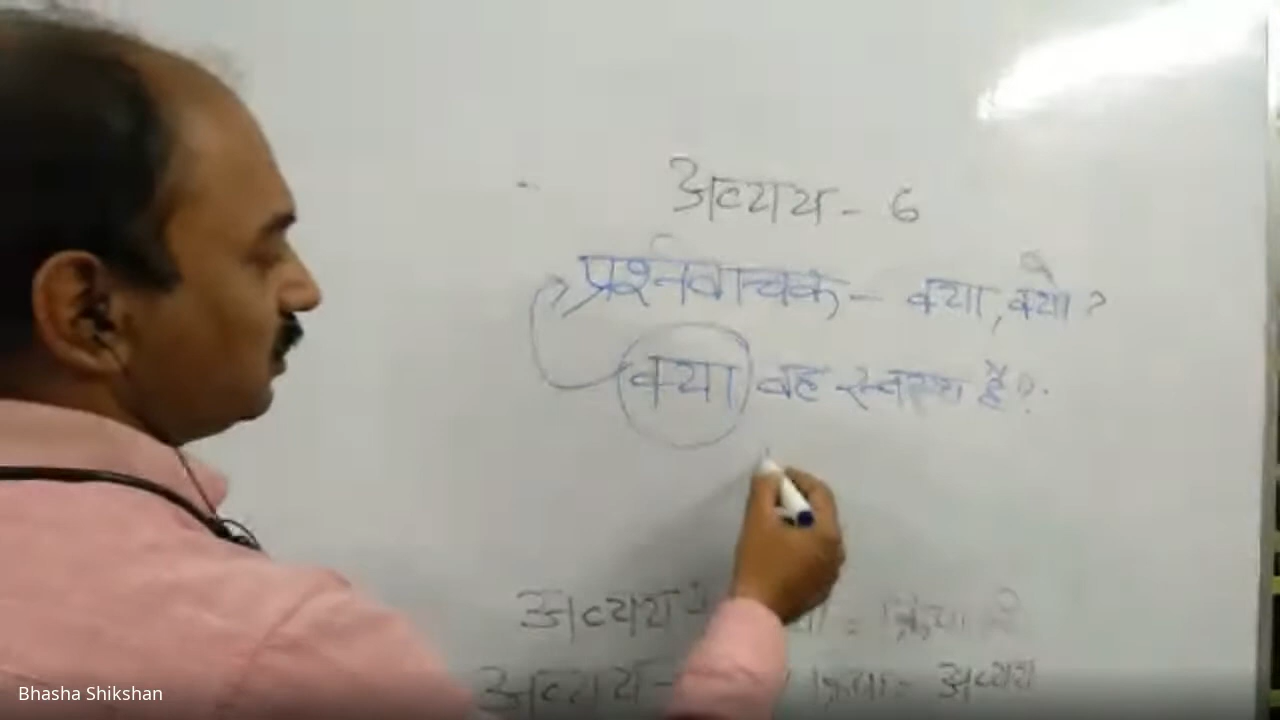 अव्यय - 6
प्रश्नवाचक - क्या, क्यों ?
क्या वह स्वस्थ है ?
अव्यय
अव्यय - क्रिया - अव्यय
Bhasha Shikshan